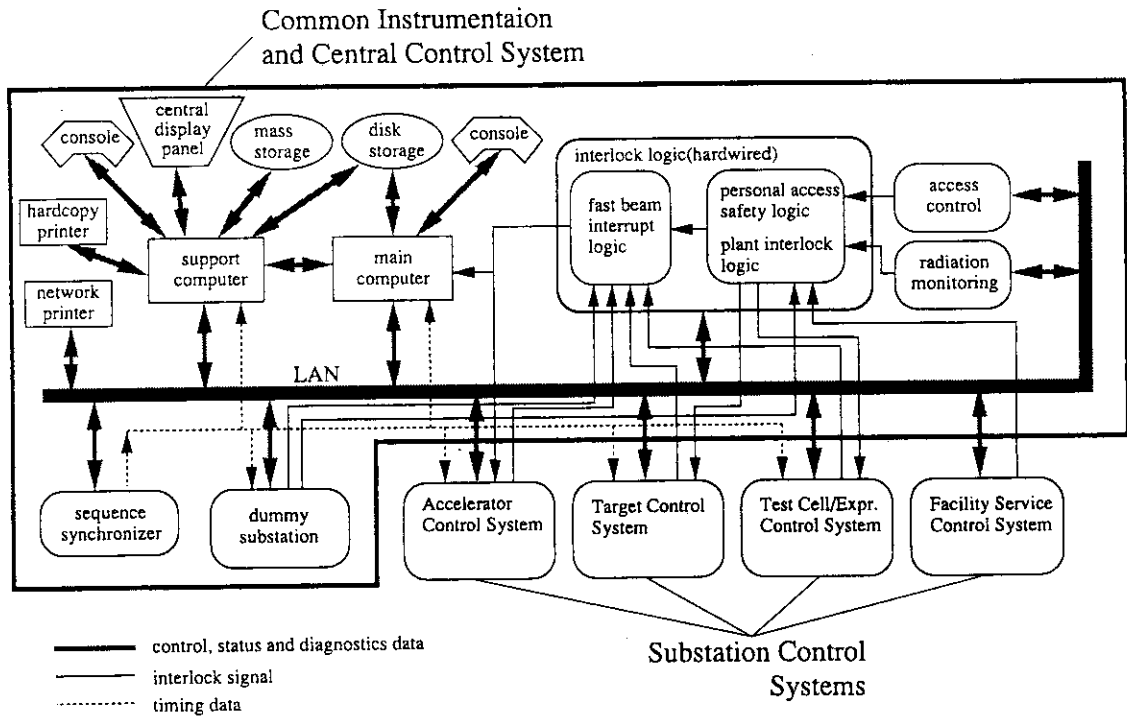 Common Instrumentaion
and Central Control System
console
central
display
panel
mass
storage
disk
storage
console
interlock logic(hardwired)
fast beam
interrupt
logic
personal access
safety logic
plant interlock
logic
access
control
radiation
monitoring
hardcopy
printer
support
computer
main
computer
network
printer
LAN
sequence
synchronizer
dummy
substation
Accelerator
Control System
Target Control
System
Test Cell/Expr.
Control System
Facility Service
Control System
control, status and diagnostics data
interlock signal
timing data
Substation Control
Systems